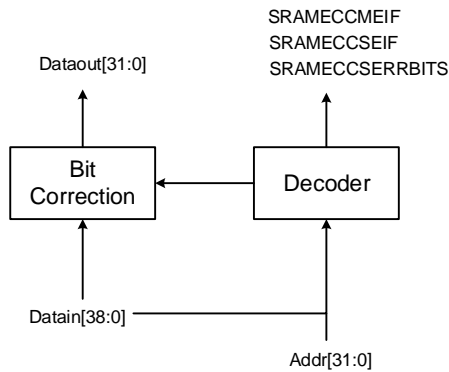 SRAMECCMEIF
SRAMECCSEIF
SRAMECCSERRBITS
Dataout[31:0]
Bit
Correction
Decoder
Datain[38:0]
Addr[31:0]